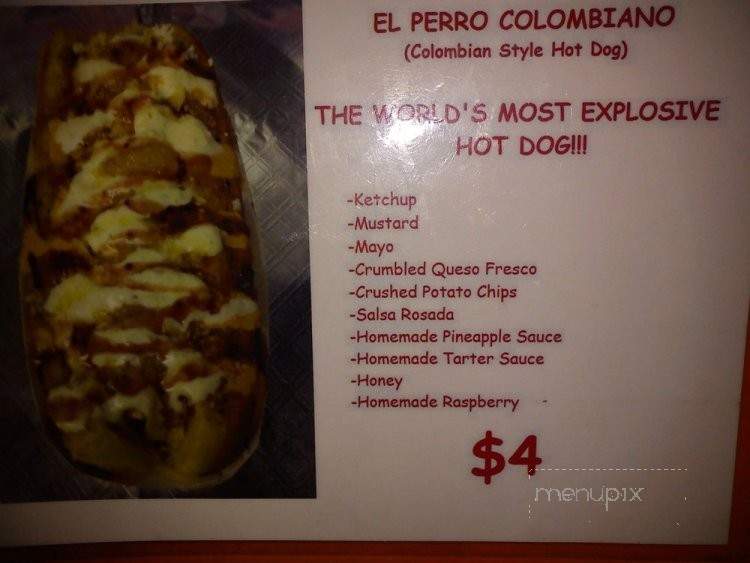 EL PERRO COLOMBIANO
(Colombian Style Hot Dog)
THE WORLD'S MOST EXPLOSIVE
HOT DOG!!!
-Ketchup
-Mustard
-Mayo
-Crumbled Queso Fresco
-Crushed Potato Chips
-Salsa Rosada
-Homemade Pineapple Sauce
-Homemade Tarter Sauce
-Honey
-Homemade Raspberry -
$4
menupix